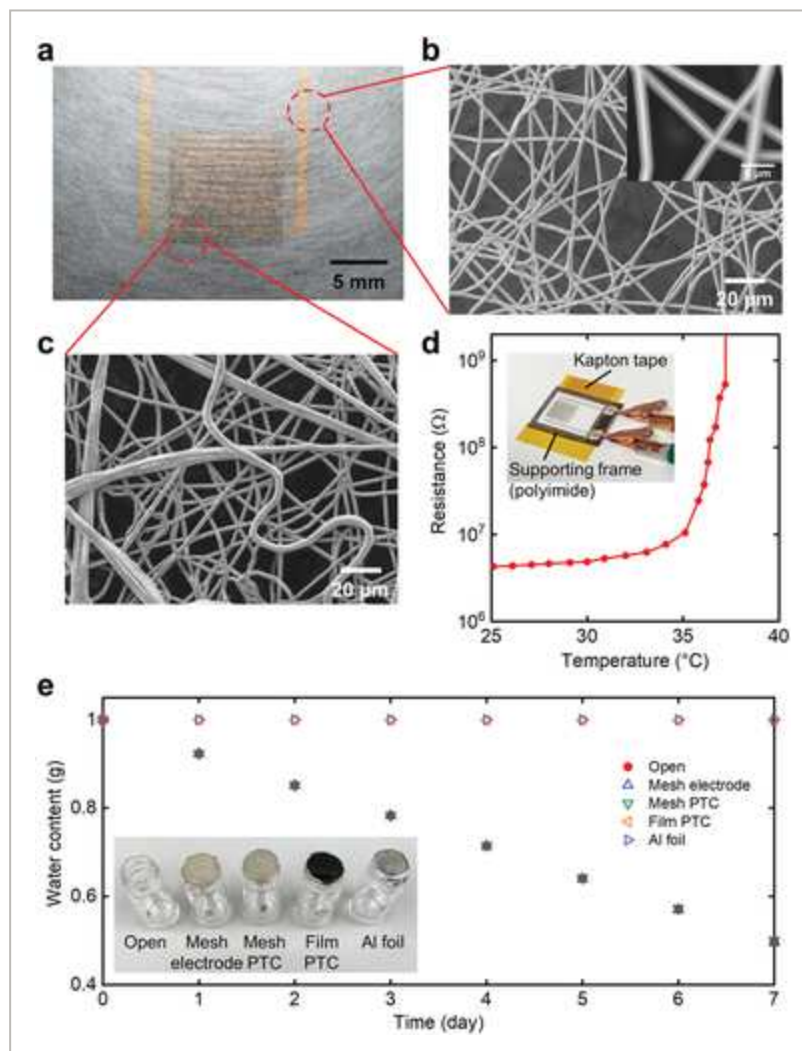 a
5 mm
b
20 μm
c
20 μm
d
Resistance (Ω)
10⁹
10⁸
10⁷
10⁶
Kapton tape
Supporting frame
(polyimide)
25
30
35
40
Temperature (°C)
e
Water content (g)
1
0.8
0.6
0.4
Open
Mesh electrode
Mesh PTC
Film PTC
Al foil
Open
Mesh
electrode
Mesh
PTC
Film
PTC
Al foil
0
1
2
3
4
5
6
7
Time (day)